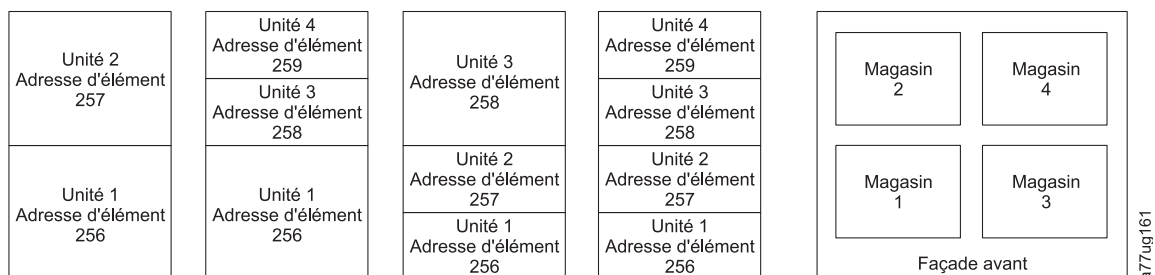 Unité 2
Adresse d'élément
257
Unité 1
Adresse d'élément
256
Unité 4
Adresse d'élément
259
Unité 3
Adresse d'élément
258
Unité 1
Adresse d'élément
256
Unité 3
Adresse d'élément
258
Unité 2
Adresse d'élément
257
Unité 1
Adresse d'élément
256
Unité 4
Adresse d'élément
259
Unité 3
Adresse d'élément
258
Unité 2
Adresse d'élément
257
Unité 1
Adresse d'élément
256
Magasin
2
Magasin
4
Magasin
1
Magasin
3
Façade avant
a77ug161